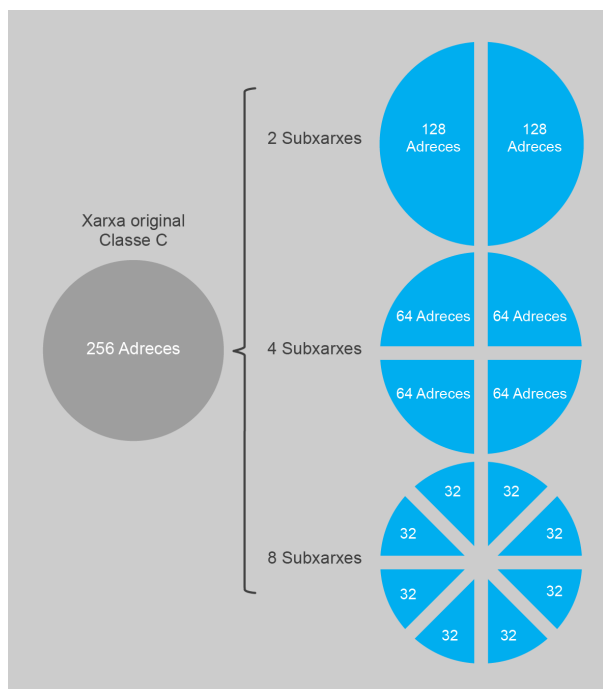 Xarxa original
Classe C
256 Adreces
2 Subxarxes
128
Adreces
128
Adreces
4 Subxarxes
64 Adreces
64 Adreces
64 Adreces
64 Adreces
8 Subxarxes
32
32
32
32
32
32
32
32